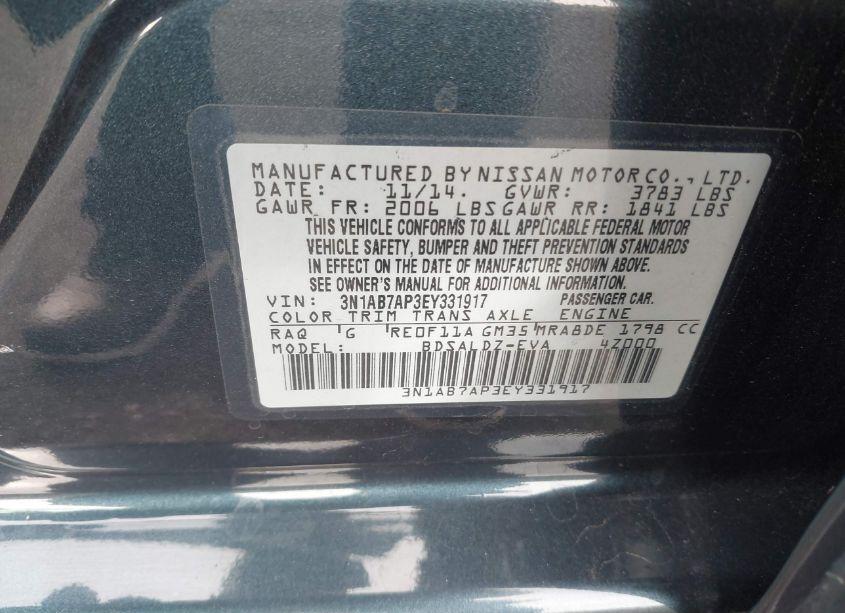 MANUFACTURED BY NISSAN MOTOR CO., LTD.
DATE: 11/14. GVWR: 3783 LBS
GAWR FR: 2006 LBS GAWR RR: 1841 LBS
THIS VEHICLE CONFORMS TO ALL APPLICABLE FEDERAL MOTOR
VEHICLE SAFETY, BUMPER AND THEFT PREVENTION STANDARDS
IN EFFECT ON THE DATE OF MANUFACTURE SHOWN ABOVE.
SEE OWNER'S MANUAL FOR ADDITIONAL INFORMATION.
VIN: 3N1AB7AP3EY331917 PASSENGER CAR.
COLOR TRIM TRANS AXLE ENGINE
RAQ G RE0F11A GM35 MRA8DE 1798 CC
MODEL: BDSALDZ-EVA 4Z000
3N1AB7AP3EY331917